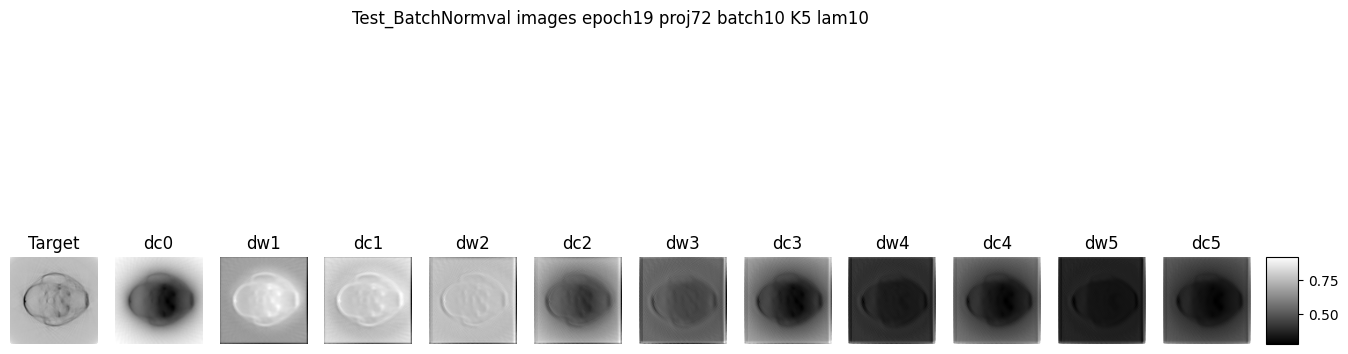 Test_BatchNormval images epoch19 proj72 batch10 K5 lam10
Target dc0 dw1 dc1 dw2 dc2 dw3 dc3 dw4 dc4 dw5 dc5
0.75
0.50